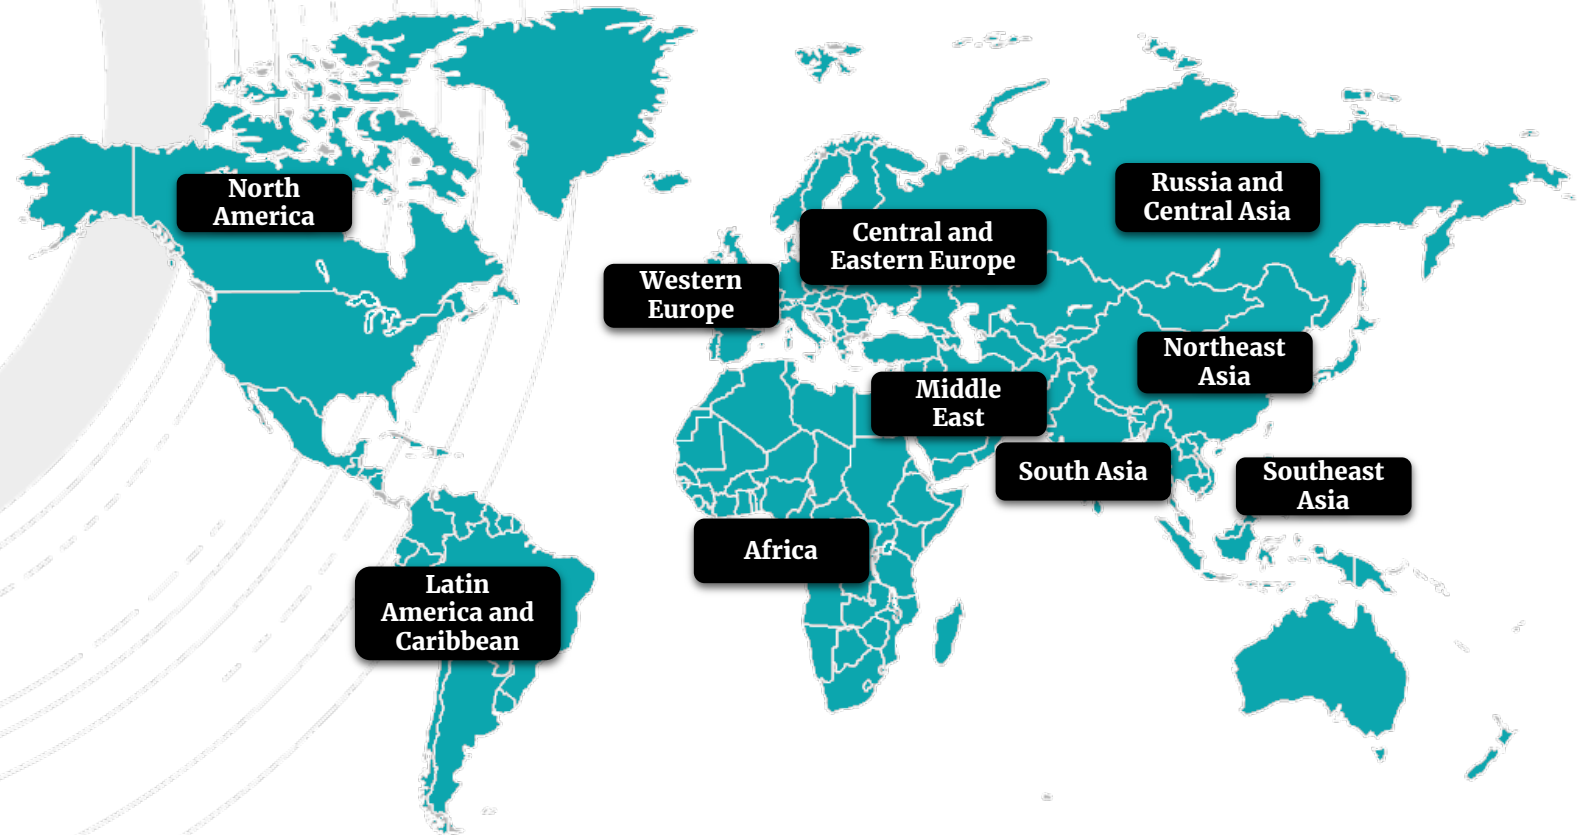 North
America
Russia and
Central Asia
Central and
Eastern Europe
Western
Europe
Northeast
Asia
Middle
East
South Asia
Southeast
Asia
Africa
Latin
America and
Caribbean